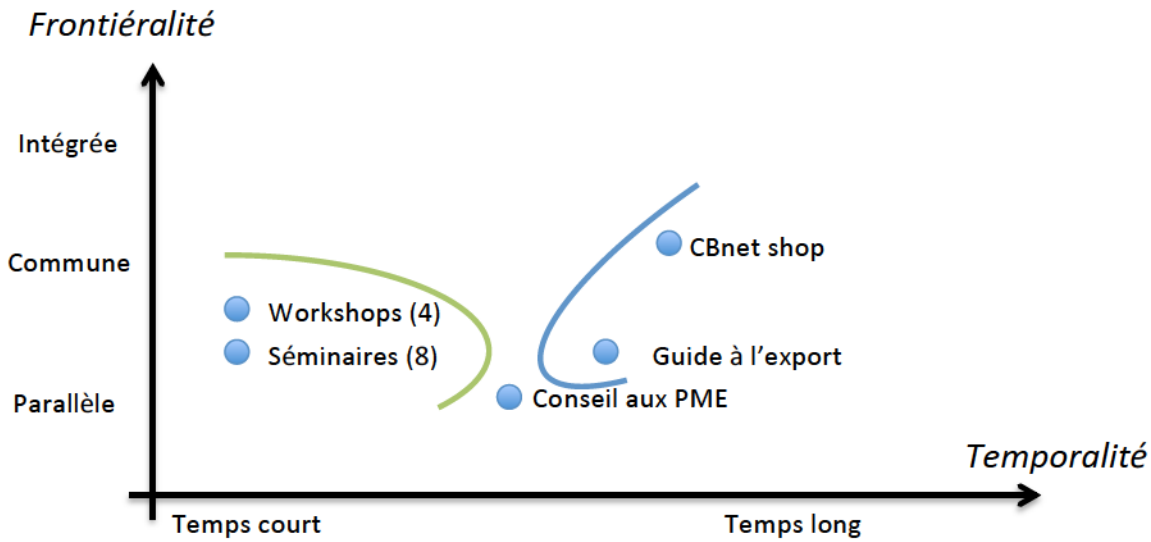 Frontiéralité
Intégrée
Commune
CBnet shop
Workshops (4)
Séminaires (8)
Guide à l’export
Parallèle
Conseil aux PME
Temporalité
Temps court
Temps long